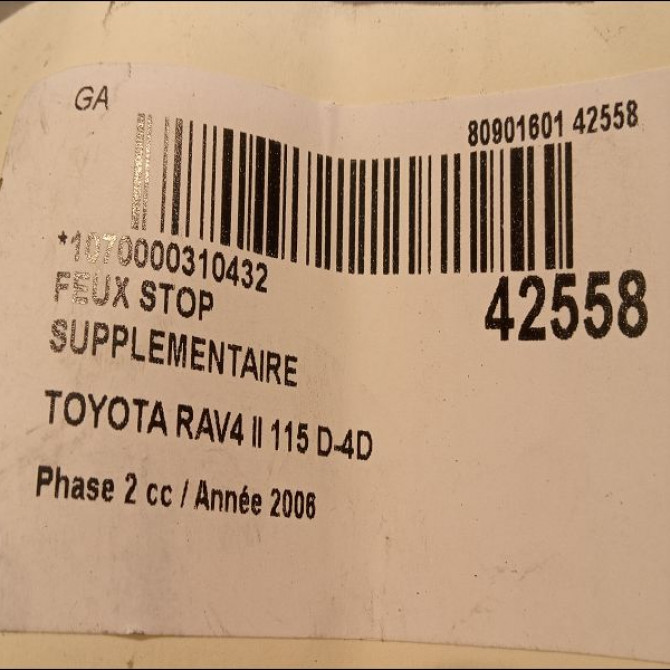 GA
80901601 42558
*1070000310432
42558
FEUX STOP
SUPPLEMENTAIRE
TOYOTA RAV4 II 115 D-4D
Phase 2 cc / Année 2006